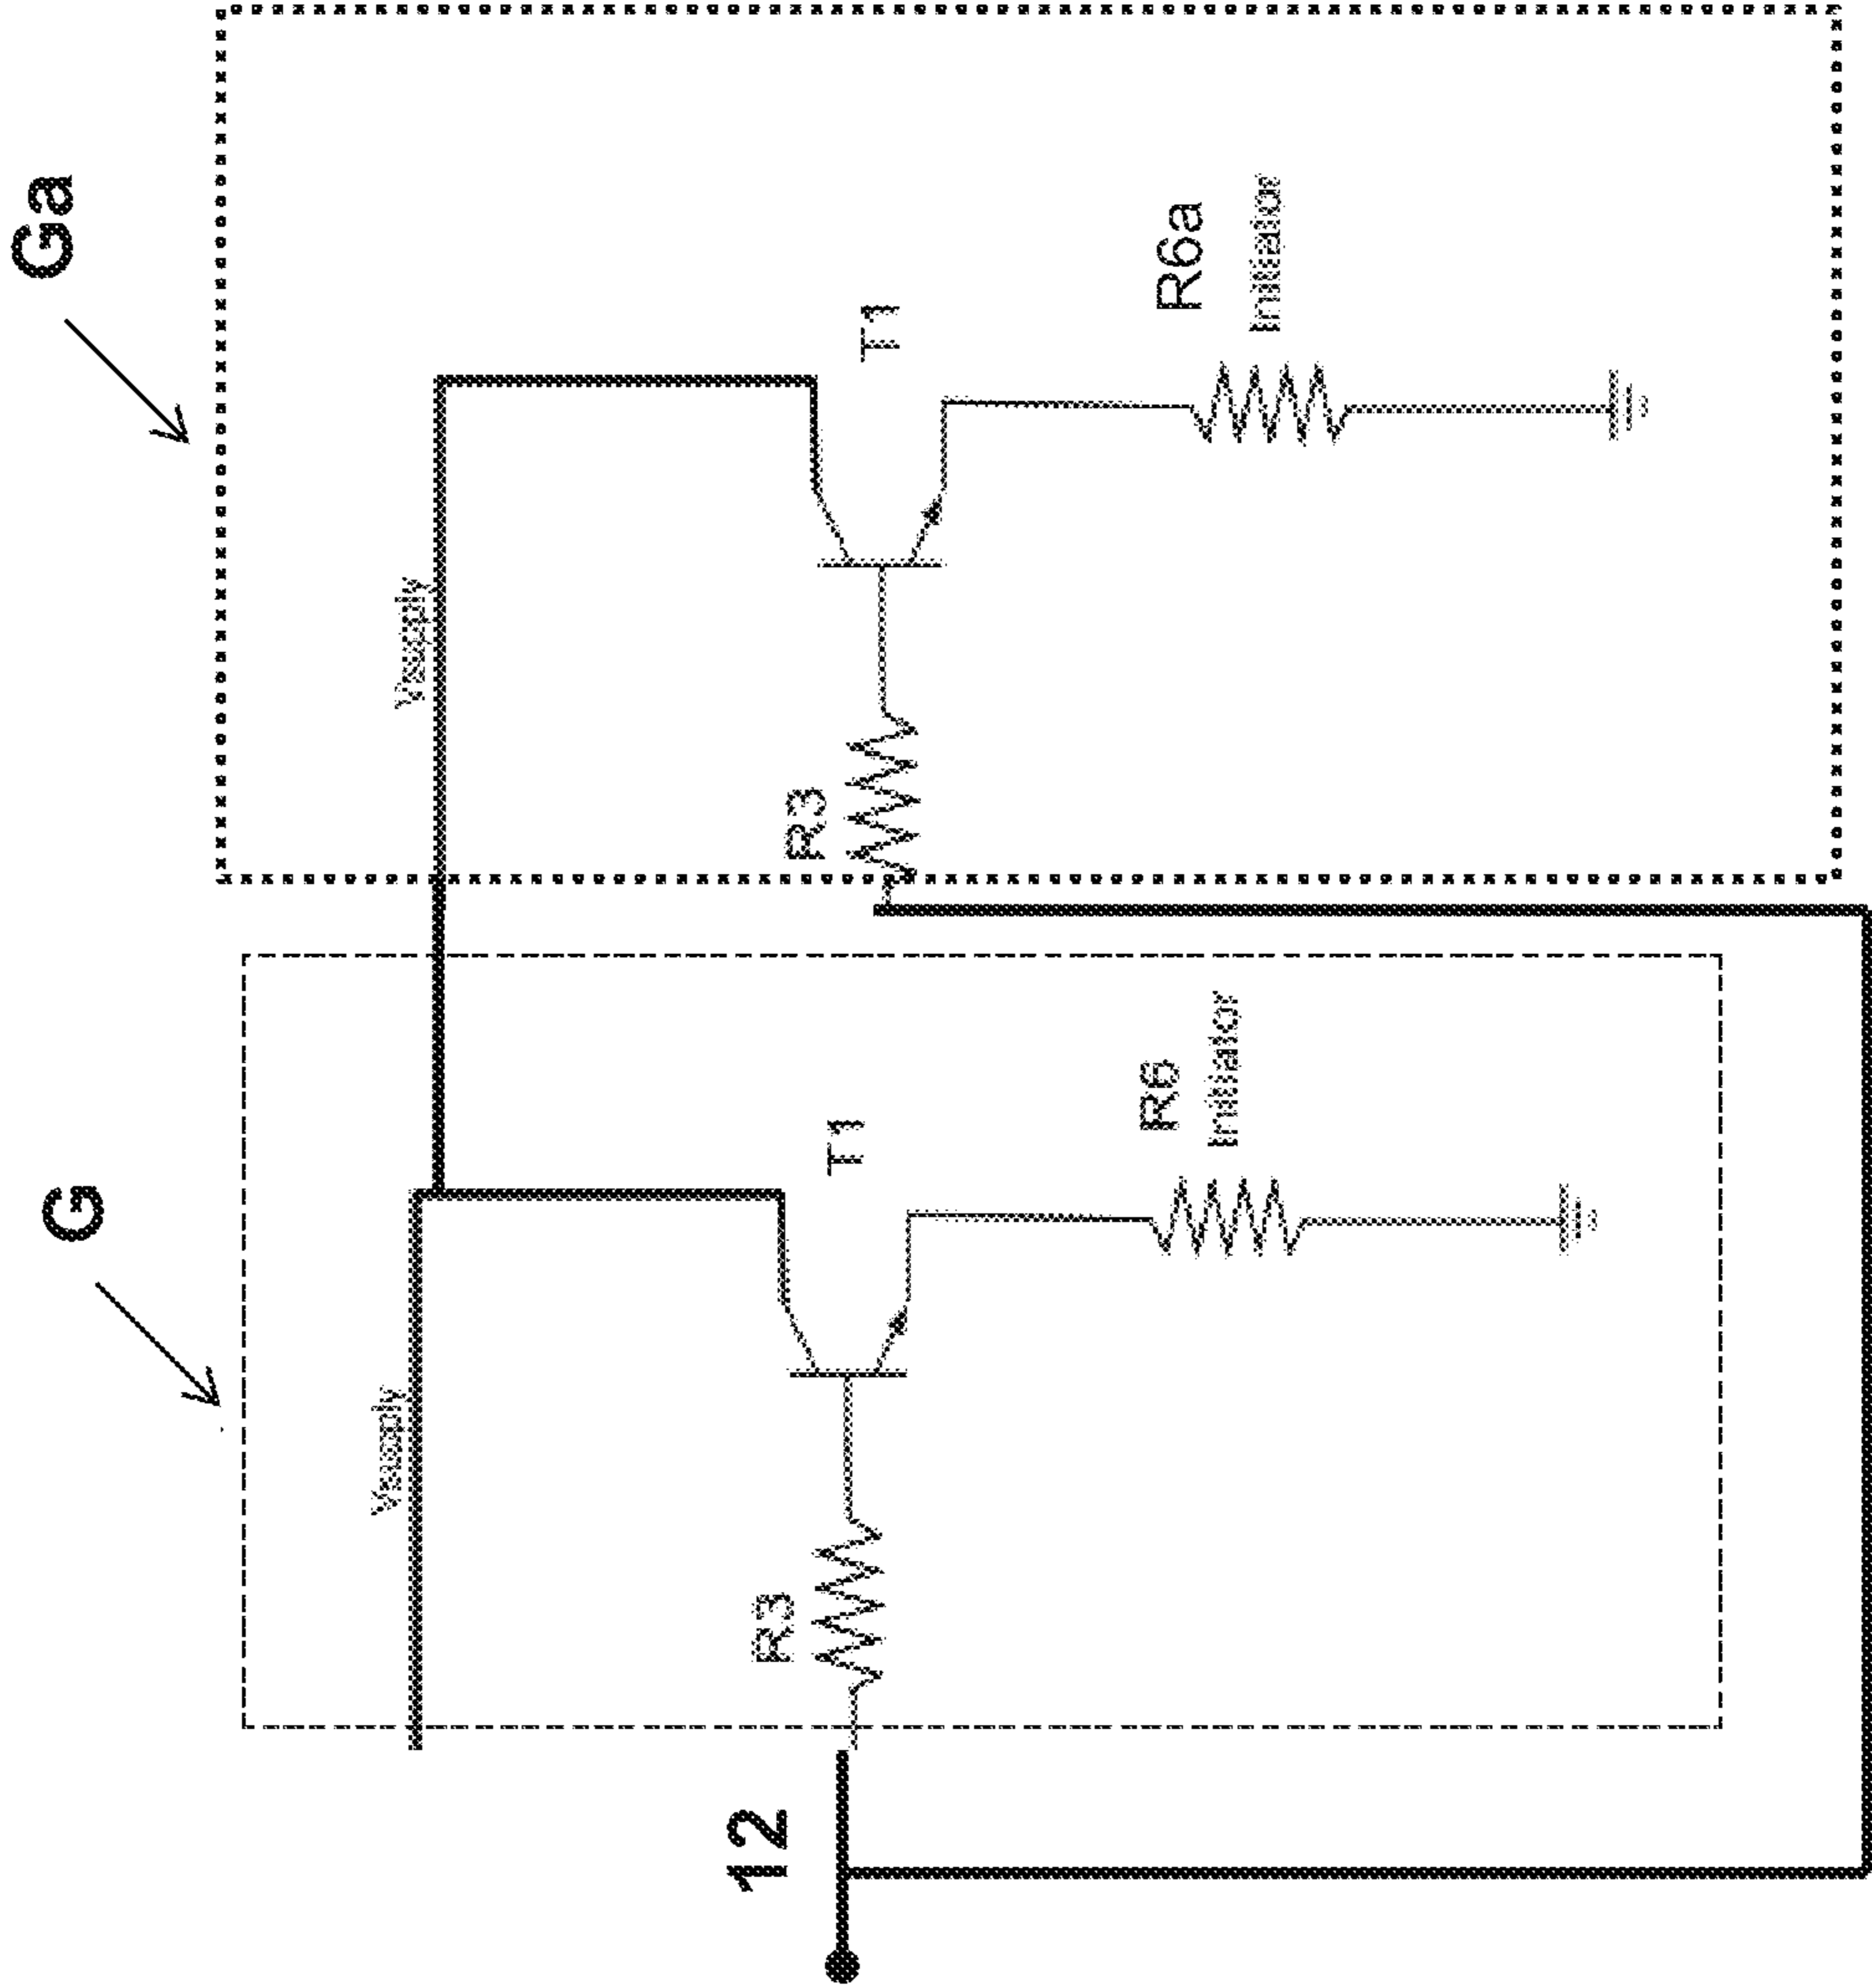 G
Ga
Vsupply
Vsupply
12
R3
T1
R3
T1
R6
Initiator
R6a
Initiator